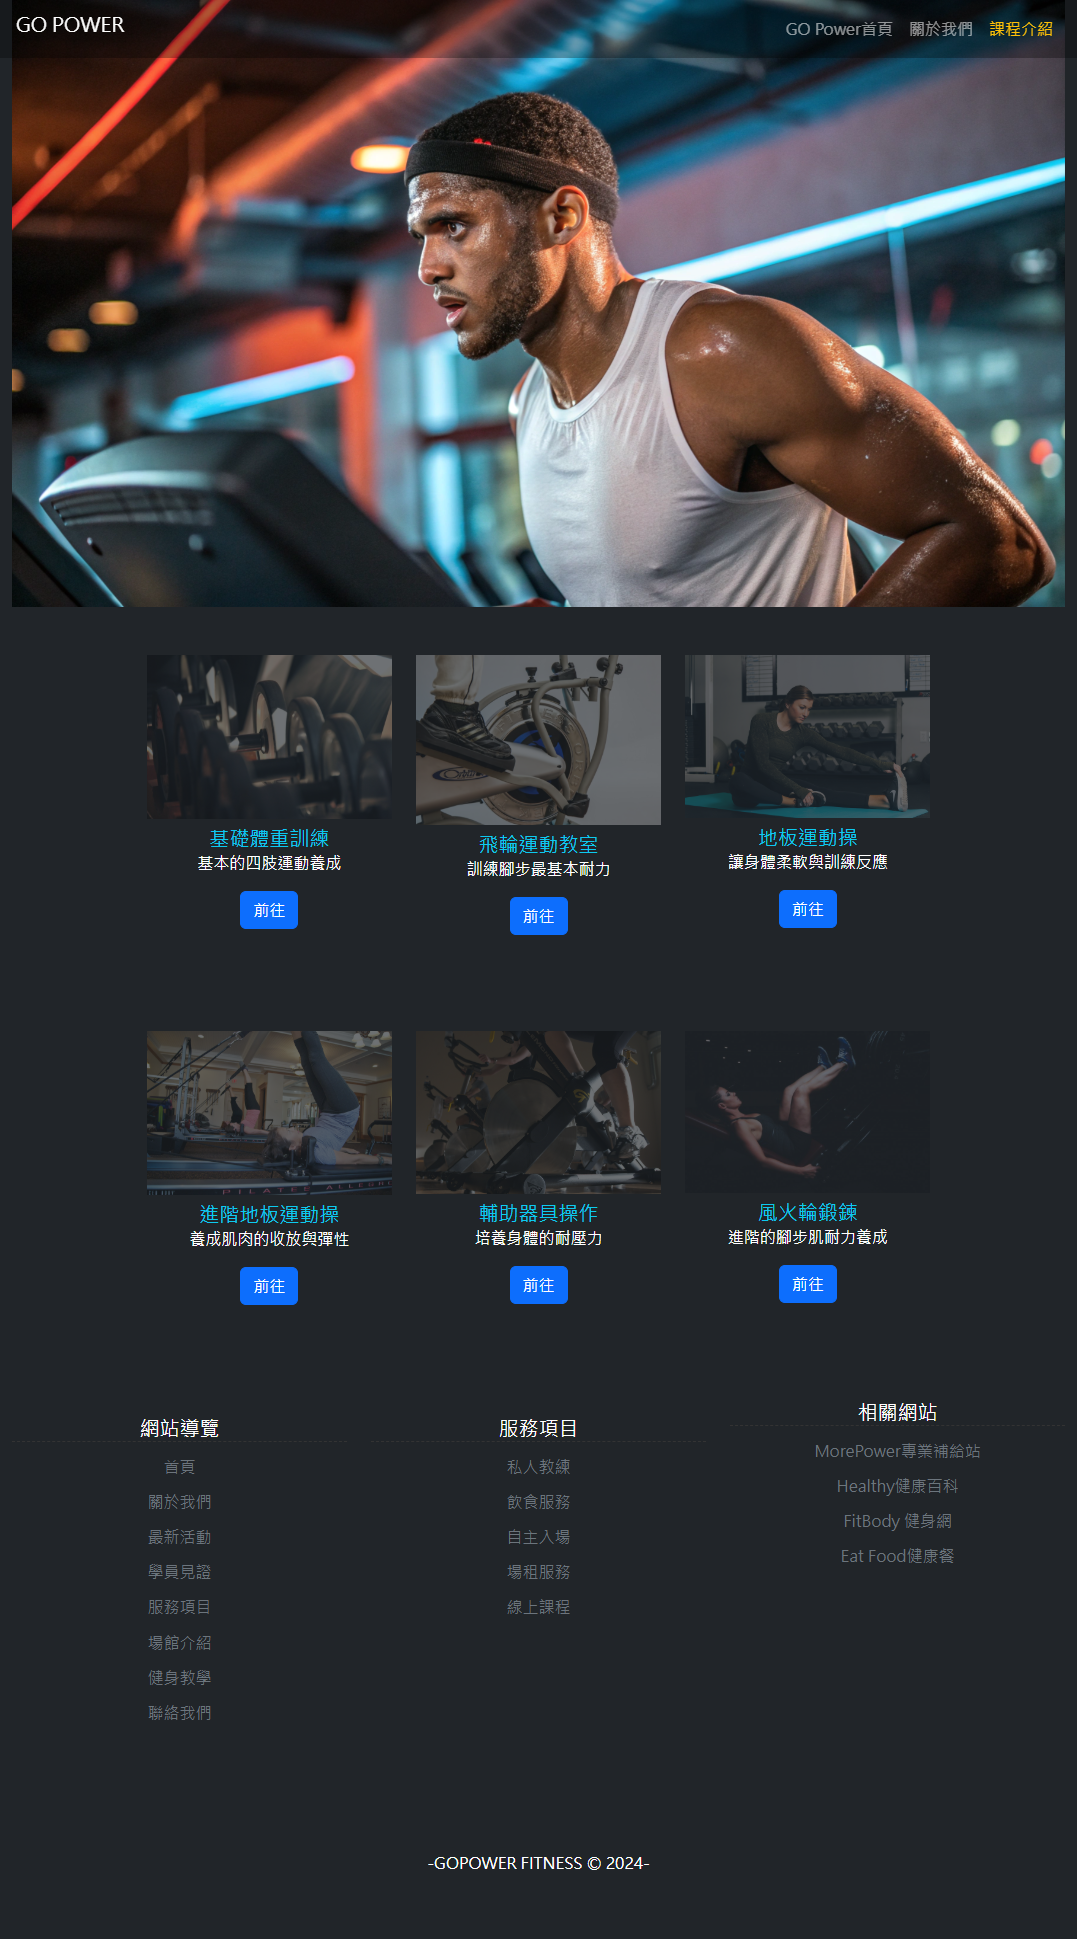 GO POWER
GO Power首頁 關於我們 課程介紹
基礎體重訓練
基本的四肢運動養成
前往
飛輪運動教室
訓練腳步最基本耐力
前往
地板運動操
讓身體柔軟與訓練反應
前往
進階地板運動操
養成肌肉的收放與彈性
前往
輔助器具操作
培養身體的耐壓力
前往
風火輪鍛鍊
進階的腳步肌耐力養成
前往
PILATES ALLEGRO
網站導覽
首頁
關於我們
最新活動
學員見證
服務項目
場館介紹
健身教學
聯絡我們
服務項目
私人教練
飲食服務
自主入場
場租服務
線上課程
相關網站
MorePower專業補給站
Healthy健康百科
FitBody 健身網
Eat Food健康餐
-GOPOWER FITNESS © 2024-